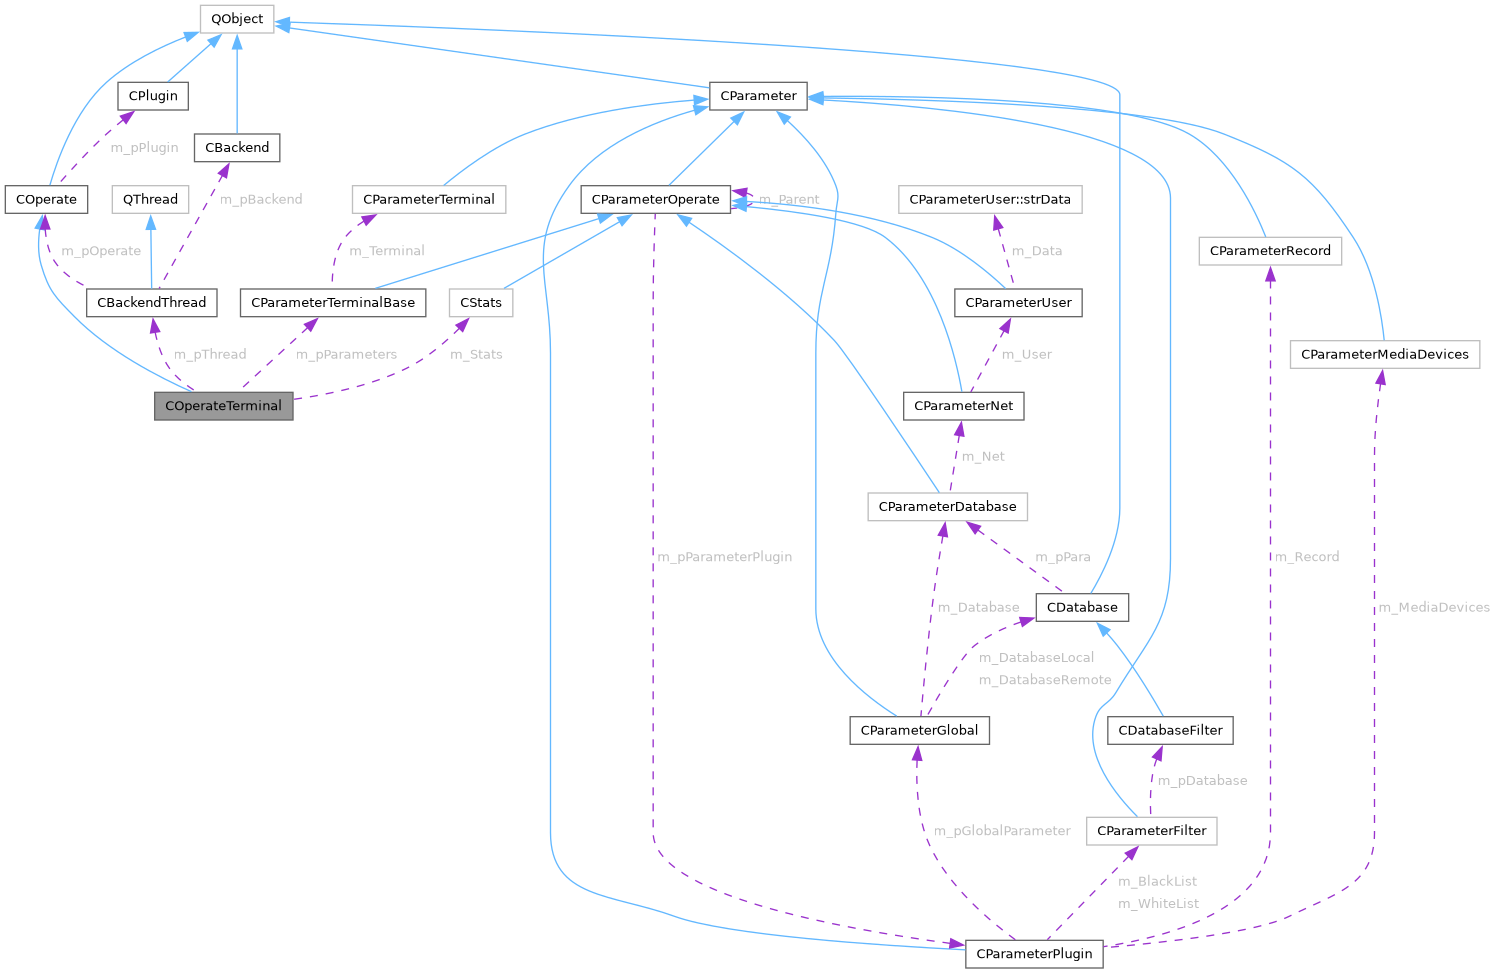 QObject
CPlugin
CParameter
m_pPlugin
CBackend
COperate
QThread
m_pBackend
CParameterTerminal
CParameterOperate
m_Parent
CParameterUser::strData
m_pOperate
m_Terminal
m_Data
CParameterRecord
CBackendThread
CParameterTerminalBase
CStats
CParameterUser
m_pThread
m_pParameters
m_Stats
m_User
CParameterMediaDevices
COperateTerminal
CParameterNet
m_Net
CParameterDatabase
m_pParameterPlugin
m_pPara
m_Record
m_Database
CDatabase
m_MediaDevices
m_DatabaseLocal
m_DatabaseRemote
CParameterGlobal
CDatabaseFilter
m_pDatabase
m_pGlobalParameter
CParameterFilter
m_BlackList
m_WhiteList
CParameterPlugin